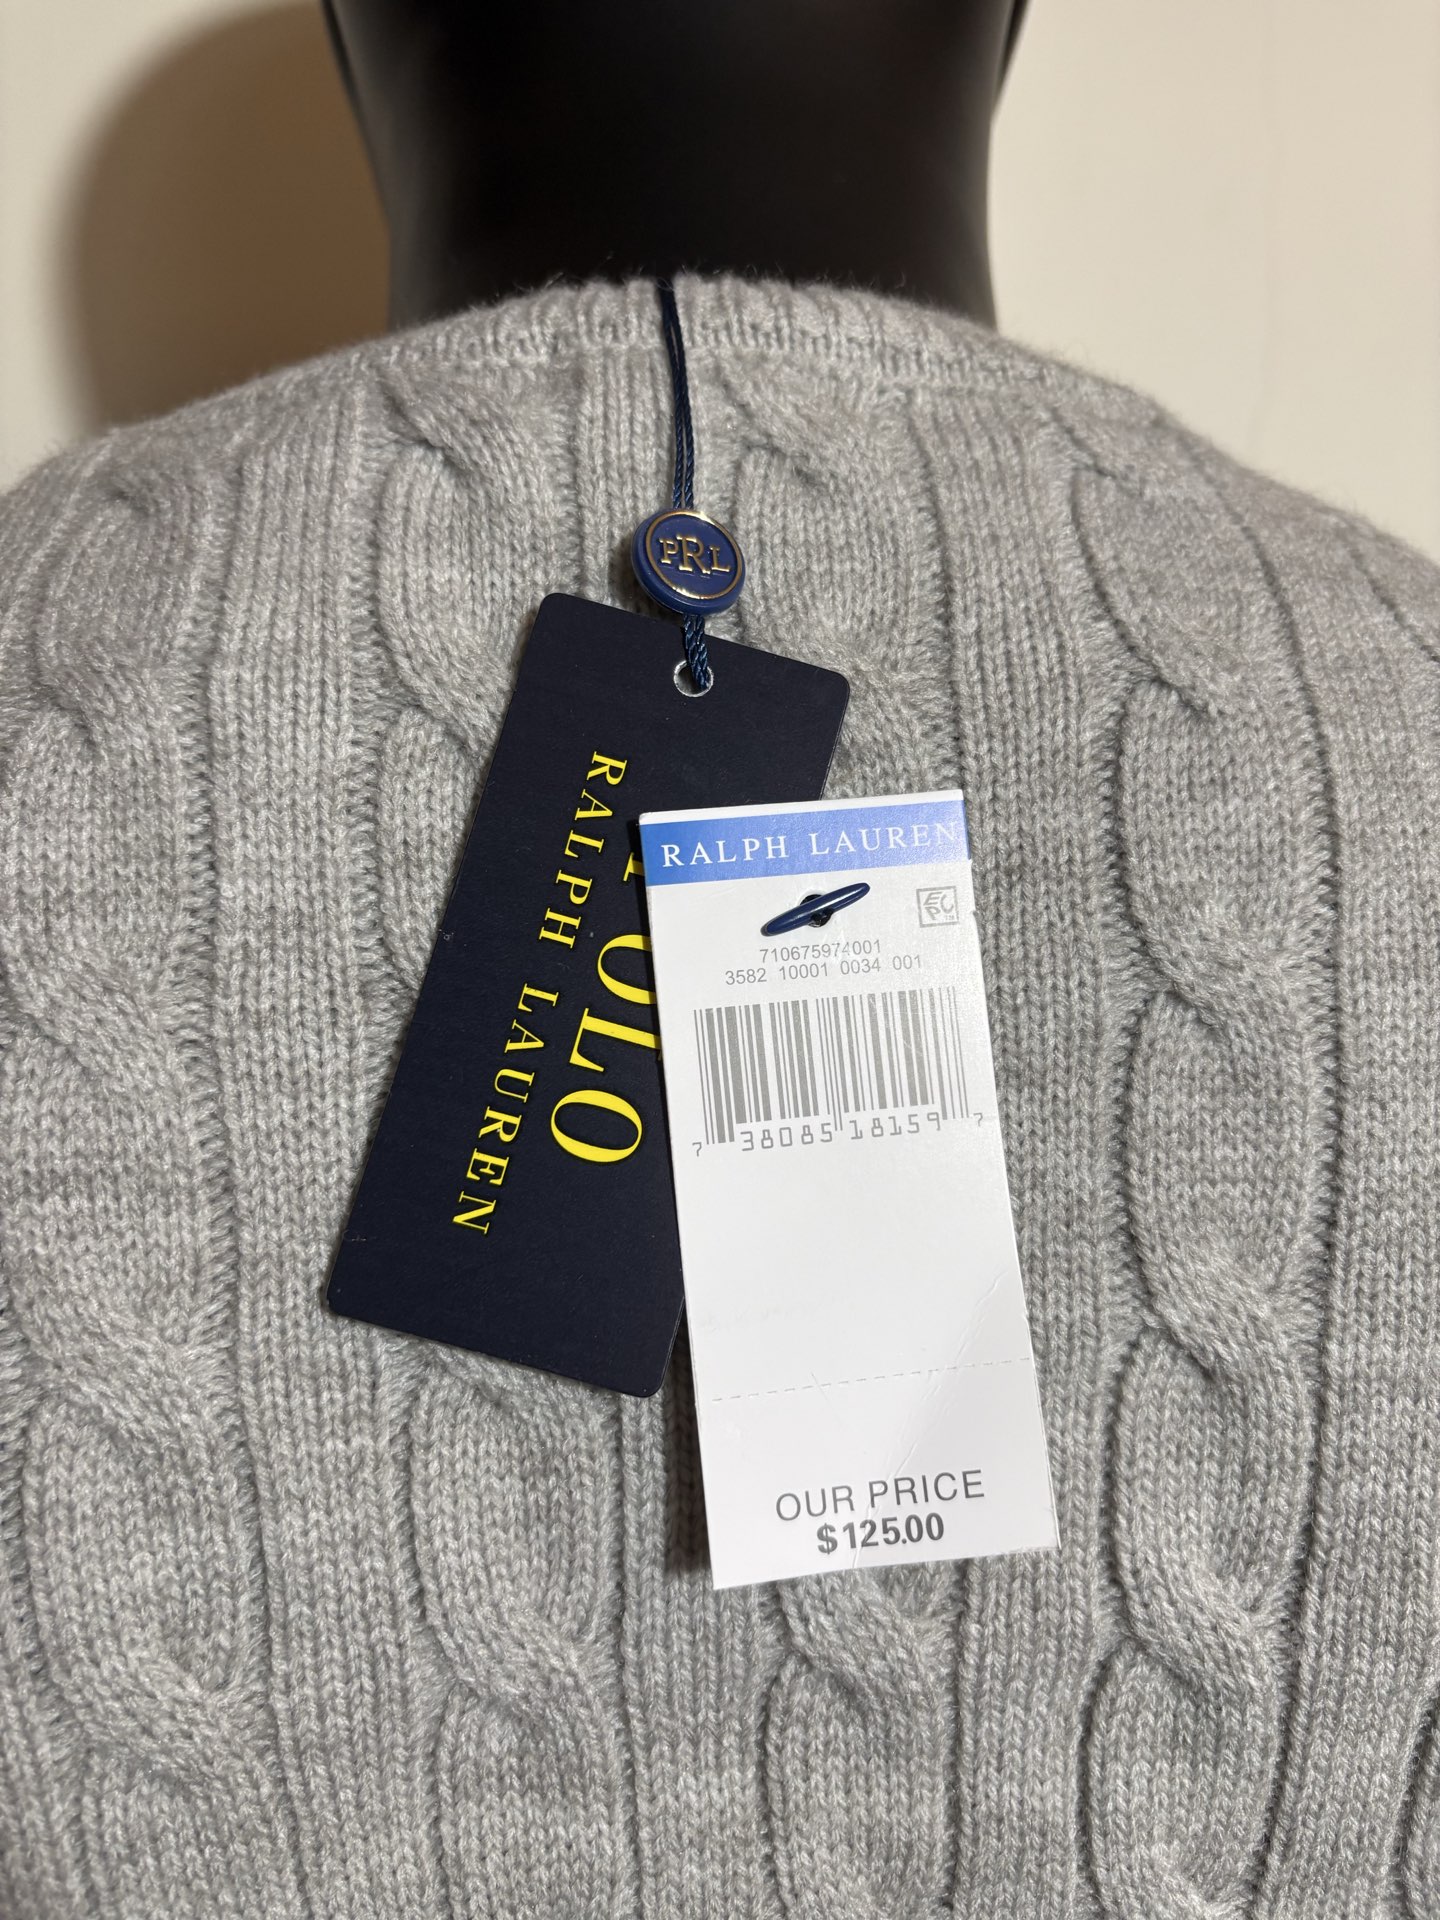 PRL
POLO
RALPH LAUREN
RALPH LAUREN
EPC
710675974001
3582 10001 0034 001
7 38085 18159 7
OUR PRICE
$125.00